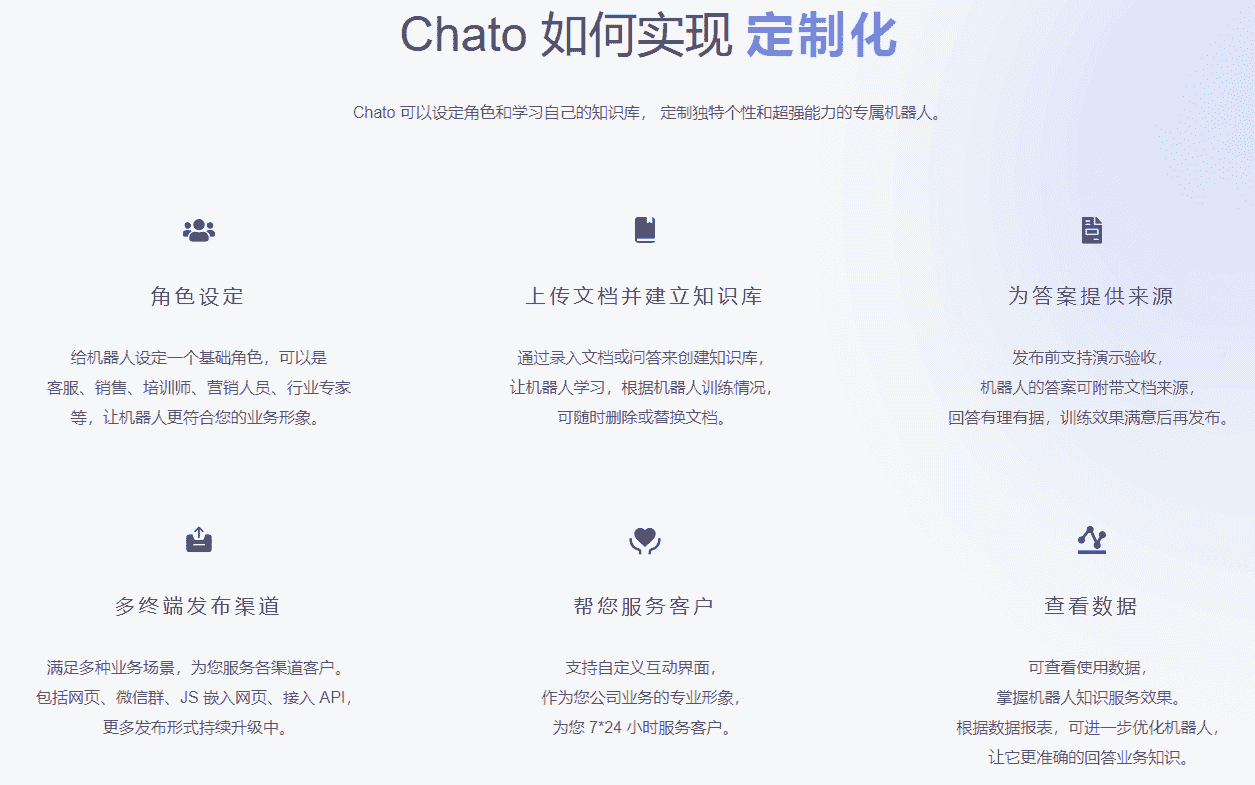 Chato 如何实现 定制化
Chato 可以设定角色和学习自己的知识库， 定制独特个性和超强能力的专属机器人。
角色设定
给机器人设定一个基础角色，可以是
客服、销售、培训师、营销人员、行业专家
等，让机器人更符合您的业务形象。
上传文档并建立知识库
通过录入文档或问答来创建知识库，
让机器人学习，根据机器人训练情况，
可随时删除或替换文档。
为答案提供来源
发布前支持演示验收，
机器人的答案可附带文档来源，
回答有理有据，训练效果满意后再发布。
多终端发布渠道
满足多种业务场景，为您服务各渠道客户。
包括网页、微信群、JS 嵌入网页、接入 API，
更多发布形式持续升级中。
帮您服务客户
支持自定义互动界面，
作为您公司业务的专业形象，
为您 7*24 小时服务客户。
查看数据
可查看使用数据，
掌握机器人知识服务效果。
根据数据报表，可进一步优化机器人，
让它更准确的回答业务知识。